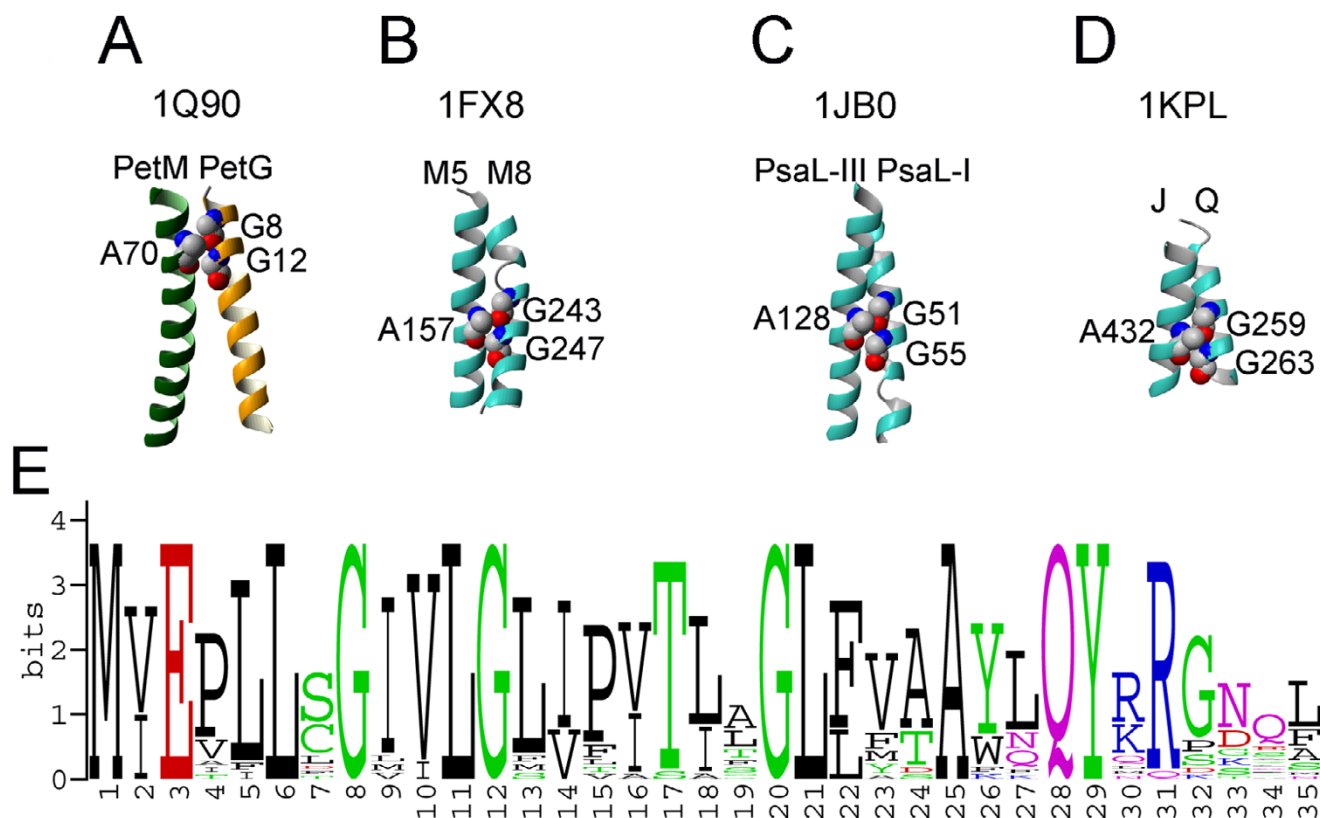 A B C D
1Q90 1FX8 1JB0 1KPL
PetM PetG M5 M8 PsaL-III PsaL-I J Q
A70 G8 G12
A157 G243 G247
A128 G51 G55
A432 G259 G263
E
bits
4
3
2
1
0
1 2 3 4 5 6 7 8 9 10 11 12 13 14 15 16 17 18 19 20 21 22 23 24 25 26 27 28 29 30 31 32 33 34 35
M V E P L L S G I V L G L I P V T L A G L F V A A Y L Q Y R R G N Q L